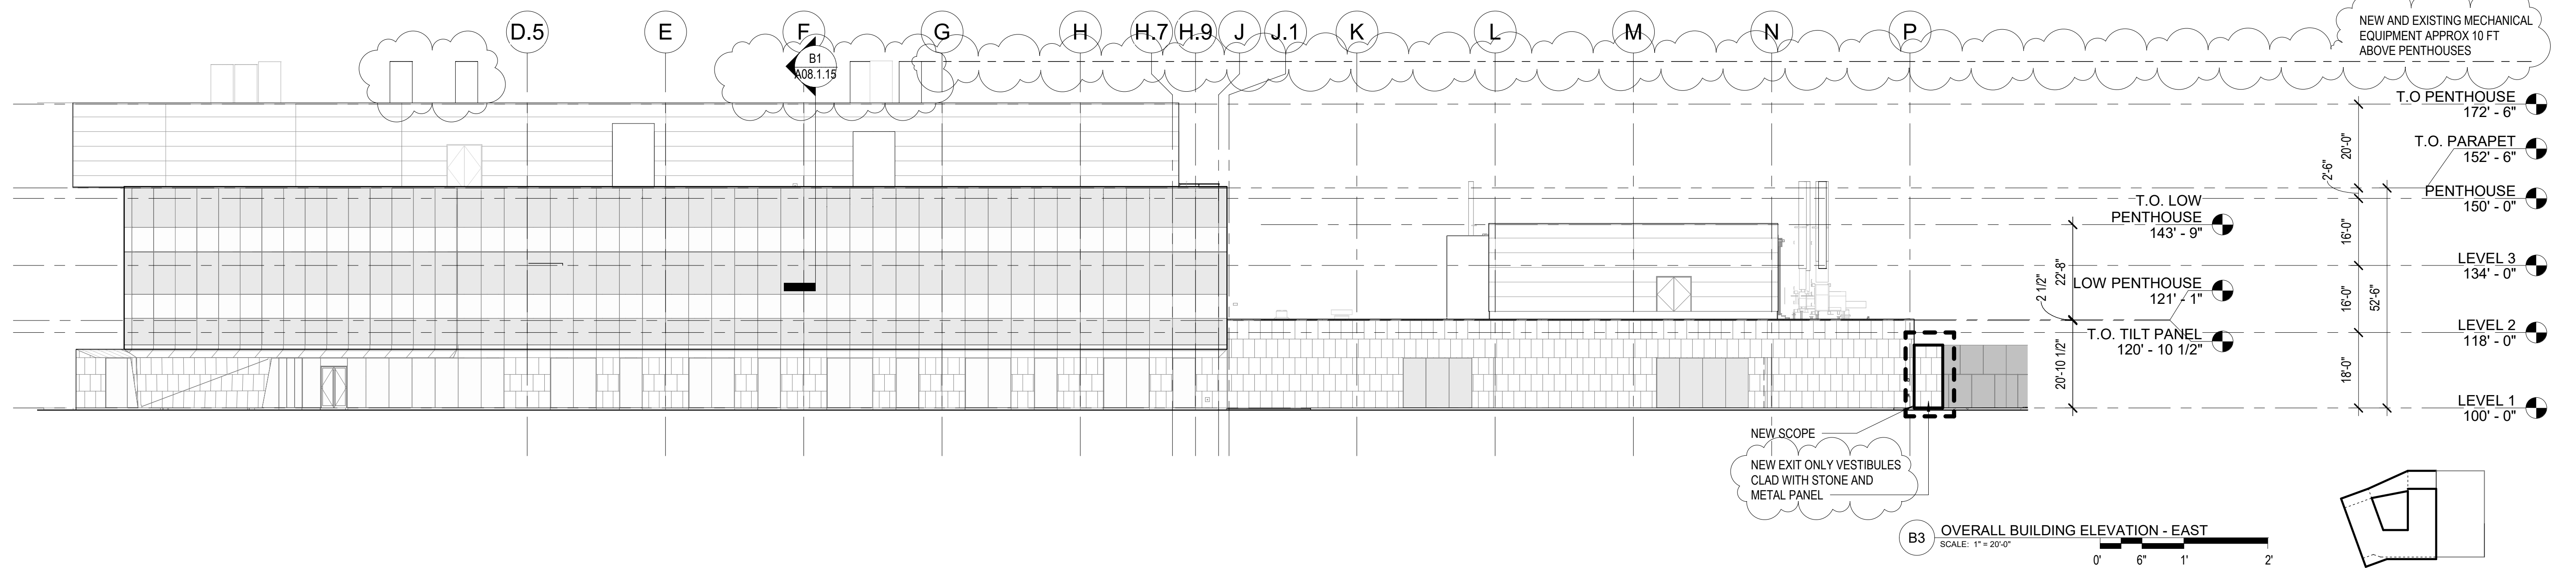 D.5
E
F
G
H
H.7
H.9
J
J.1
K
L
M
N
P
B1
A08.1.15
NEW AND EXISTING MECHANICAL
EQUIPMENT APPROX 10 FT
ABOVE PENTHOUSES
T.O PENTHOUSE
172' - 6"
T.O. PARAPET
152' - 6"
PENTHOUSE
150' - 0"
LEVEL 3
134' - 0"
LEVEL 2
118' - 0"
LEVEL 1
100' - 0"
20'-0"
2'-6"
16'-0"
16'-0"
18'-0"
52'-6"
T.O. LOW
PENTHOUSE
143' - 9"
LOW PENTHOUSE
121' - 1"
T.O. TILT PANEL
120' - 10 1/2"
22'-8"
2 1/2"
20'-10 1/2"
NEW SCOPE
NEW EXIT ONLY VESTIBULES
CLAD WITH STONE AND
METAL PANEL
B3
OVERALL BUILDING ELEVATION - EAST
SCALE: 1" = 20'-0"
0' 6" 1' 2'